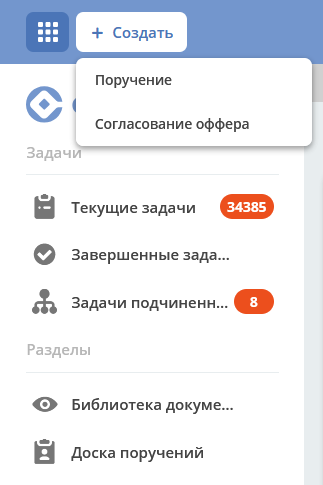 + Создать
Поручение
Согласование оффера
Задачи
Текущие задачи 34385
Завершенные зада...
Задачи подчиненн... 8
Разделы
Библиотека докуме...
Доска поручений